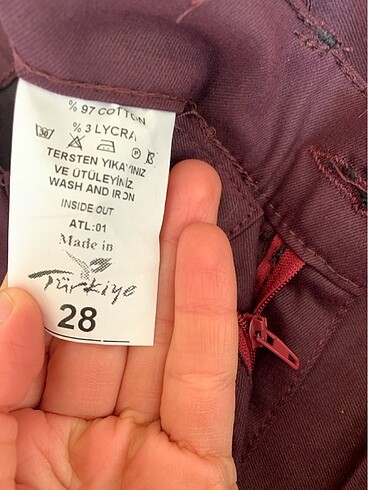 % 97 COTTON
% 3 LYCRA
P
TERSTEN YIKAYINIZ
VE ÜTÜLEYİNİZ
WASH AND IRON
INSIDE OUT
ATL:01
Made in
Türkiye
28